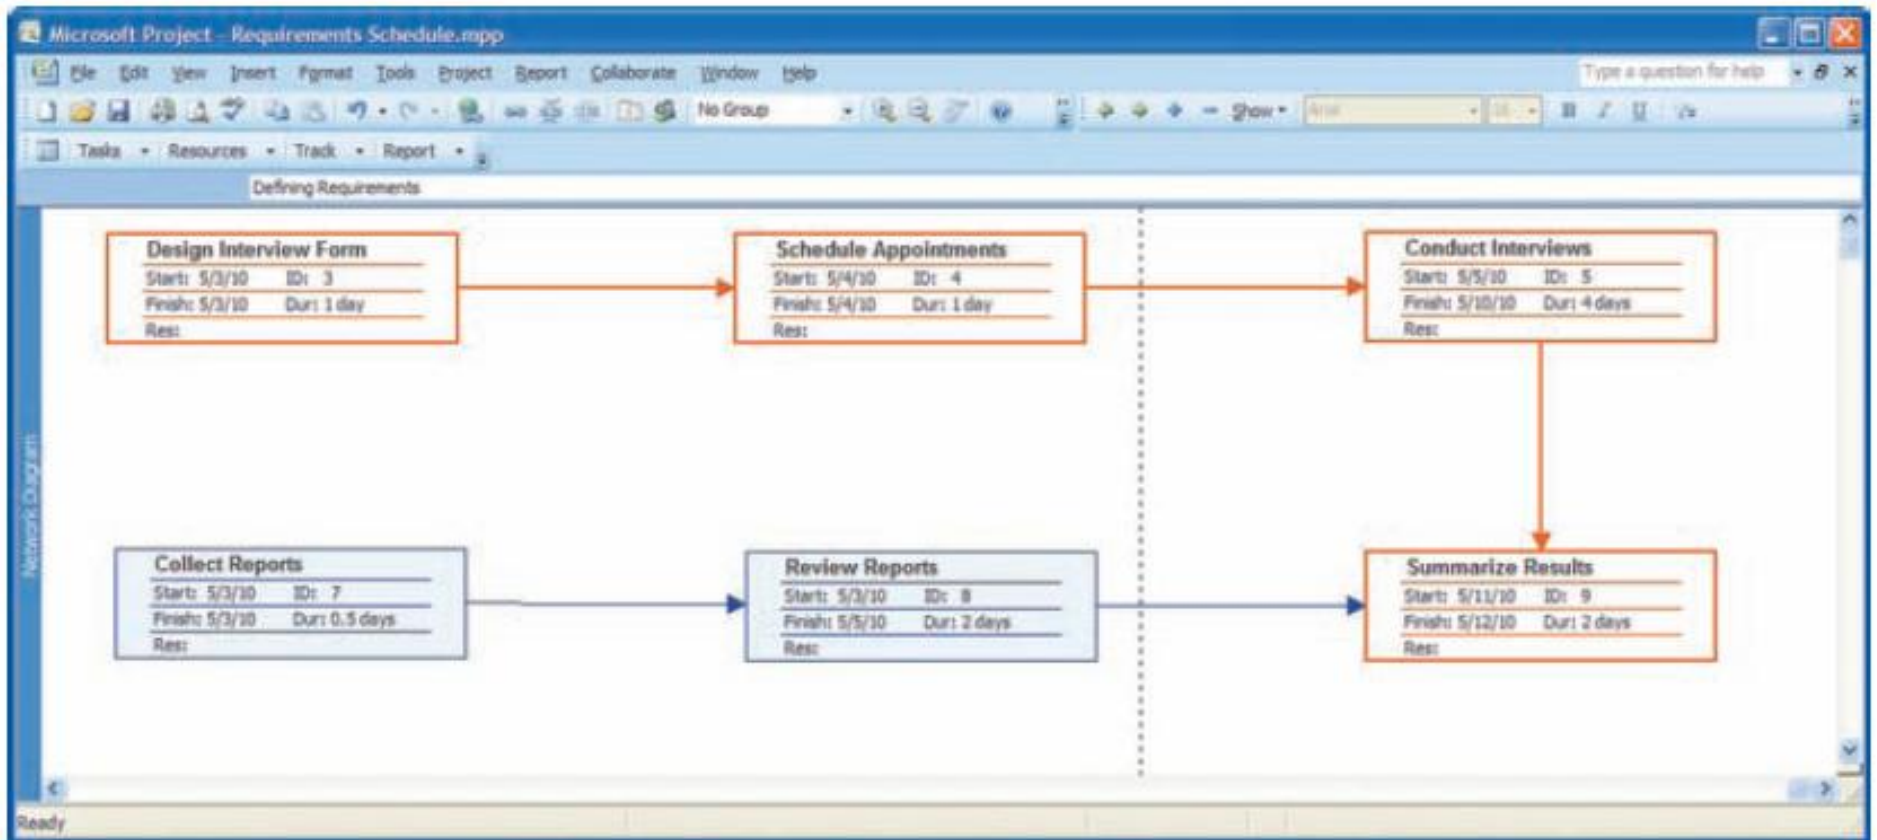 Microsoft Project - Requirements Schedule.mpp
File Edit View Insert Format Tools Project Report Collaborate Window Help
Type a question for help
No Group
Show
Arial
B I U
Tasks Resources Track Report
Defining Requirements
Network Diagram
Design Interview Form
Start: 5/3/10 ID: 3
Finish: 5/3/10 Dur: 1 day
Res:
Schedule Appointments
Start: 5/4/10 ID: 4
Finish: 5/4/10 Dur: 1 day
Res:
Conduct Interviews
Start: 5/5/10 ID: 5
Finish: 5/10/10 Dur: 4 days
Res:
Collect Reports
Start: 5/3/10 ID: 7
Finish: 5/3/10 Dur: 0.5 days
Res:
Review Reports
Start: 5/3/10 ID: 8
Finish: 5/5/10 Dur: 2 days
Res:
Summarize Results
Start: 5/11/10 ID: 9
Finish: 5/12/10 Dur: 2 days
Res:
Ready